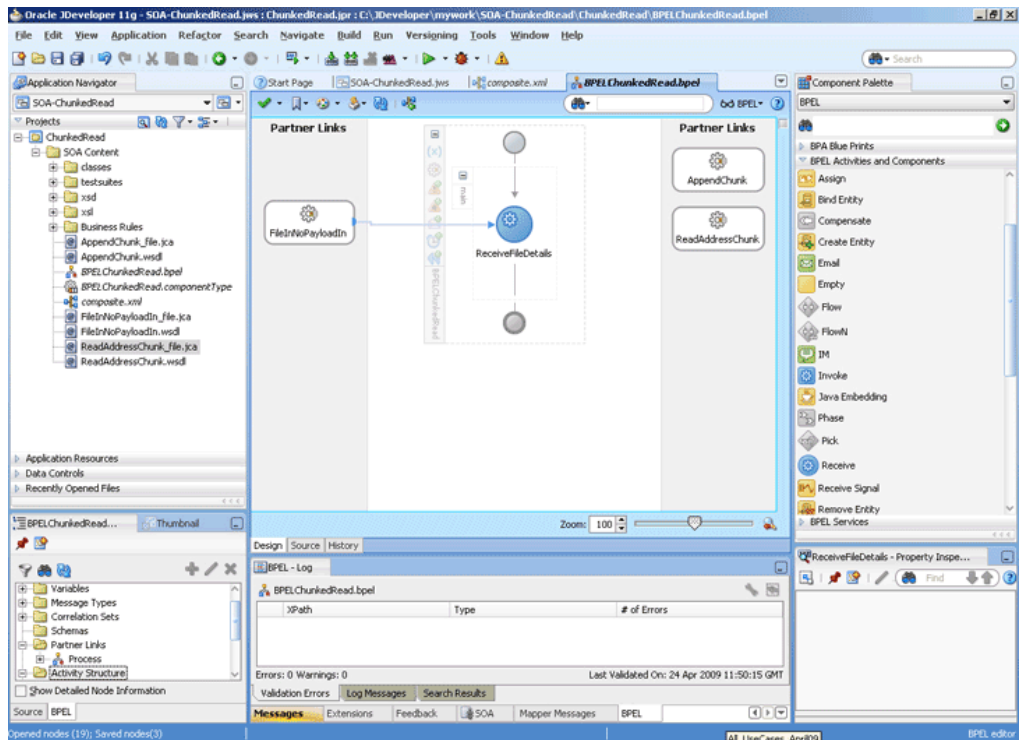 Oracle JDeveloper 11g - SOA-ChunkedRead.jws : ChunkedRead.jpr : C:\JDeveloper\mywork\SOA-ChunkedRead\ChunkedRead\BPELChunkedRead.bpel
File Edit View Application Refactor Search Navigate Build Run Versioning Tools Window Help
Search
Application Navigator
SOA-ChunkedRead
Projects
ChunkedRead
SOA Content
classes
testsuites
xsd
xsl
Business Rules
AppendChunk_file.jca
AppendChunk.wsdl
BPELChunkedRead.bpel
BPELChunkedRead.componentType
composite.xml
FileInNoPayloadIn_file.jca
FileInNoPayloadIn.wsdl
ReadAddressChunk_file.jca
ReadAddressChunk.wsdl
Application Resources
Data Controls
Recently Opened Files
Start Page SOA-ChunkedRead.jws composite.xml BPELChunkedRead.bpel
BPEL
Partner Links
FileInNoPayloadIn
main
ReceiveFileDetails
BPELChunkedRead
Partner Links
AppendChunk
ReadAddressChunk
Zoom: 100
Design Source History
Component Palette
BPEL
BPA Blue Prints
BPEL Activities and Components
Assign
Bind Entity
Compensate
Create Entity
Email
Empty
Flow
FlowN
IM
Invoke
Java Embedding
Phase
Pick
Receive
Receive Signal
Remove Entity
BPEL Services
BPELChunkedRead... Thumbnail
Variables
Message Types
Correlation Sets
Schemas
Partner Links
Process
Activity Structure
Show Detailed Node Information
Source BPEL
BPEL - Log
BPELChunkedRead.bpel
XPath Type # of Errors
Errors: 0 Warnings: 0 Last Validated On: 24 Apr 2009 11:50:15 GMT
Validation Errors Log Messages Search Results
Messages Extensions Feedback SOA Mapper Messages BPEL
ReceiveFileDetails - Property Inspe...
Find
Opened nodes (19); Saved nodes(3)
All_UseCases_April09
BPEL editor